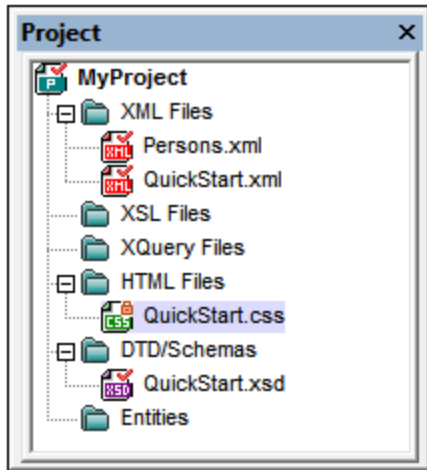 Project
MyProject
XML Files
Persons.xml
QuickStart.xml
XSL Files
XQuery Files
HTML Files
QuickStart.css
DTD/Schemas
QuickStart.xsd
Entities